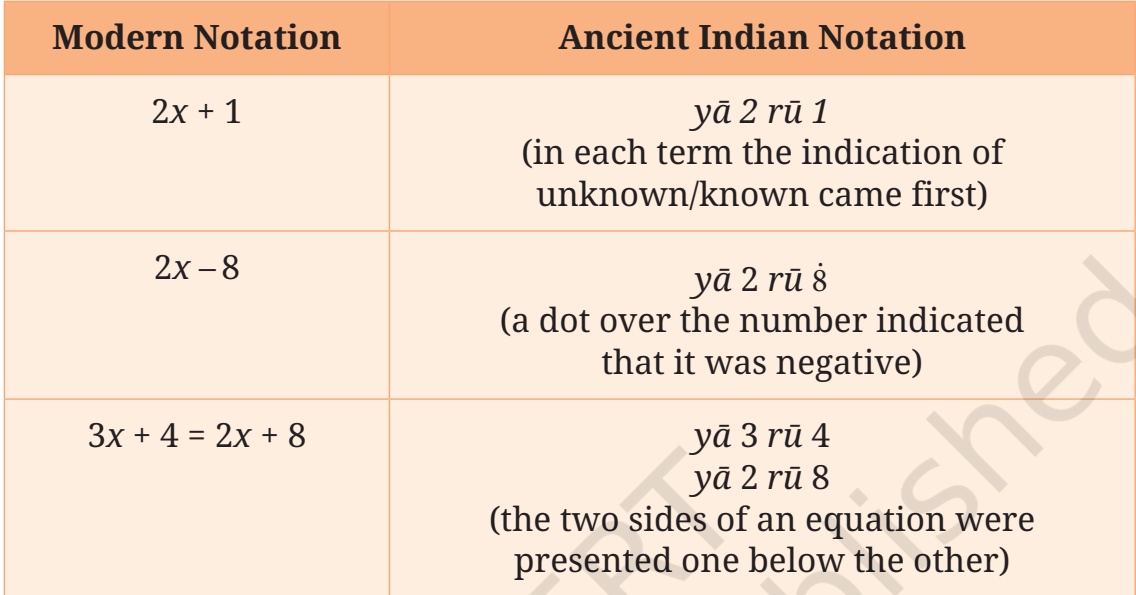 Modern Notation Ancient Indian Notation
2x + 1 yā 2 rū 1
(in each term the indication of
unknown/known came first)
2x – 8 yā 2 rū 8̇
(a dot over the number indicated
that it was negative)
3x + 4 = 2x + 8 yā 3 rū 4
yā 2 rū 8
(the two sides of an equation were
presented one below the other)